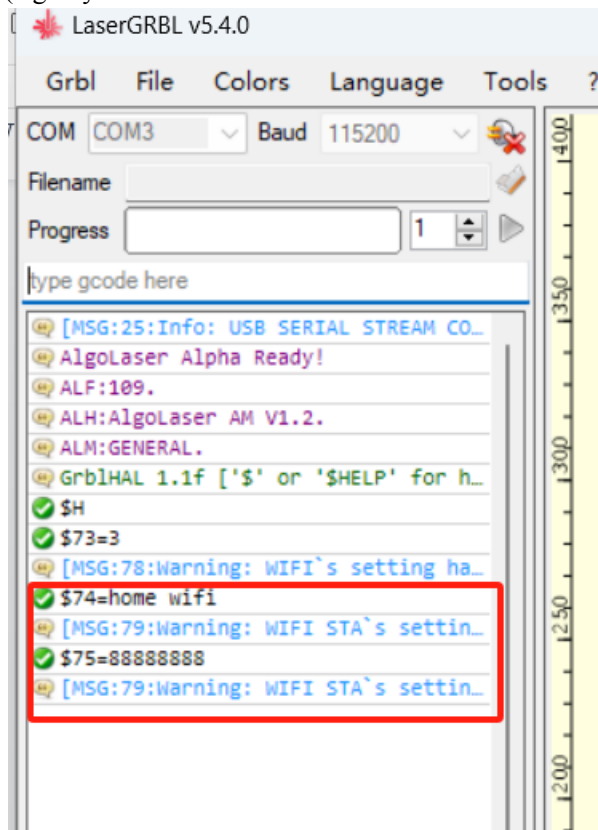 LaserGRBL v5.4.0
Grbl File Colors Language Tools ?
COM COM3 Baud 115200
Filename
Progress 1
type gcode here
[MSG:25:Info: USB SERIAL STREAM CO...
AlgoLaser Alpha Ready!
ALF:109.
ALH:AlgoLaser AM V1.2.
ALM:GENERAL.
GrblHAL 1.1f ['$' or '$HELP' for h...
$H
$73=3
[MSG:78:Warning: WIFI`s setting ha...
$74=home wifi
[MSG:79:Warning: WIFI STA`s settin...
$75=88888888
[MSG:79:Warning: WIFI STA`s settin...
400
350
300
250
200